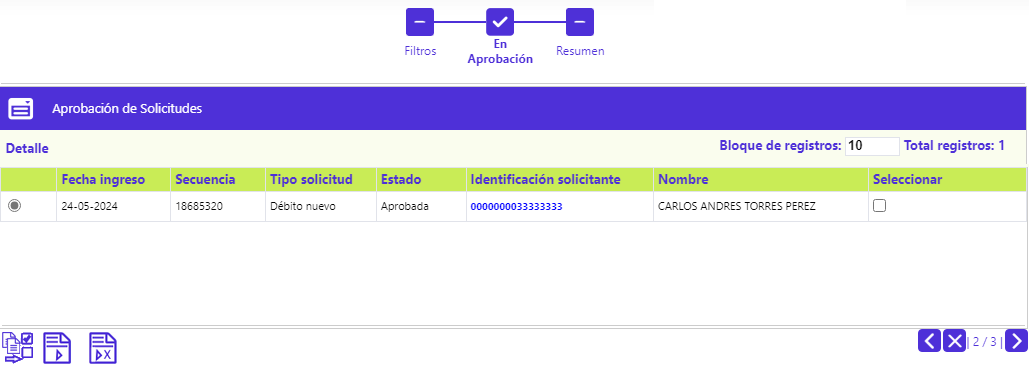 Filtros
En
Aprobación
Resumen
Aprobación de Solicitudes
Detalle
Bloque de registros: 10 Total registros: 1
Fecha ingreso Secuencia Tipo solicitud Estado Identificación solicitante Nombre Seleccionar
24-05-2024 18685320 Débito nuevo Aprobada 0000000033333333 CARLOS ANDRES TORRES PEREZ
| 2 / 3 |